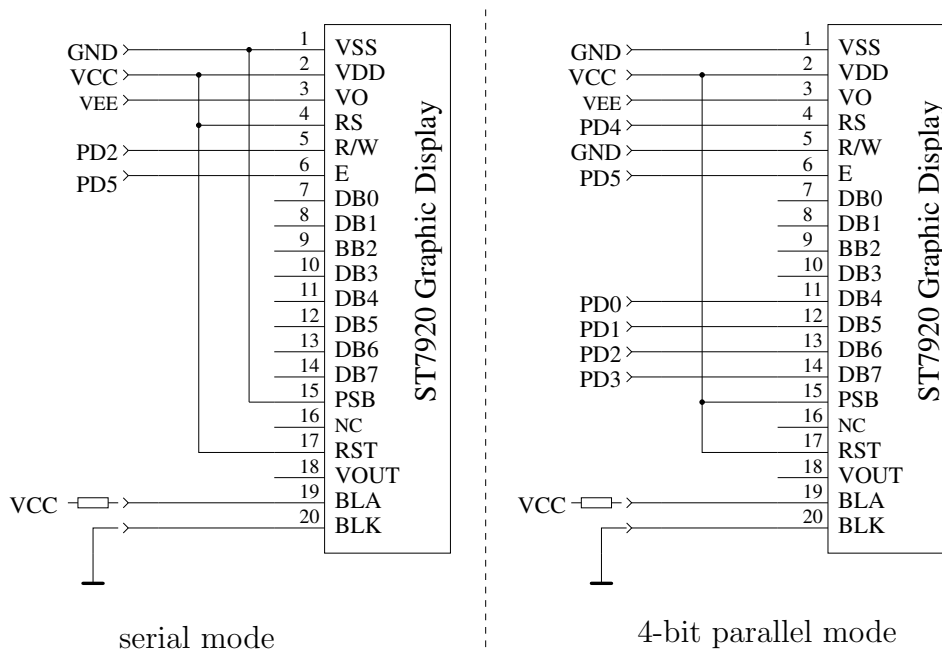 GND 1 VSS
VCC 2 VDD
VEE 3 VO
4 RS
PD2 5 R/W
PD5 6 E
7 DB0
8 DB1
9 BB2
10 DB3
11 DB4
12 DB5
13 DB6
14 DB7
15 PSB
16 NC
17 RST
18 VOUT
VCC 19 BLA
20 BLK
ST7920 Graphic Display
serial mode
GND 1 VSS
VCC 2 VDD
VEE 3 VO
PD4 4 RS
GND 5 R/W
PD5 6 E
7 DB0
8 DB1
9 BB2
10 DB3
PD0 11 DB4
PD1 12 DB5
PD2 13 DB6
PD3 14 DB7
15 PSB
16 NC
17 RST
18 VOUT
VCC 19 BLA
20 BLK
ST7920 Graphic Display
4-bit parallel mode